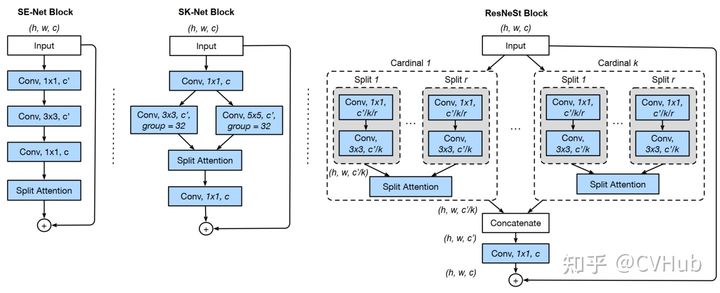 SE-Net Block
(h, w, c)
Input
Conv, 1x1, c'
Conv, 3x3, c'
Conv, 1x1, c
Split Attention
+
SK-Net Block
(h, w, c)
Input
Conv, 1x1, c
Conv, 3x3, c',
group = 32
Conv, 5x5, c',
group = 32
Split Attention
Conv, 1x1, c
+
ResNeSt Block
(h, w, c)
Input
Cardinal 1
Split 1
Conv, 1x1,
c'/k/r
Conv, 3x3, c'/k
...
Split r
Conv, 1x1,
c'/k/r
Conv, 3x3, c'/k
(h, w, c'/k)
Split Attention
...
Cardinal k
Split 1
Conv, 1x1,
c'/k/r
Conv, 3x3, c'/k
...
Split r
Conv, 1x1,
c'/k/r
Conv, 3x3, c'/k
Split Attention
(h, w, c'/k)
Concatenate
(h, w, c')
Conv, 1x1, c
(h, w, c)
+
知乎 @CVHub